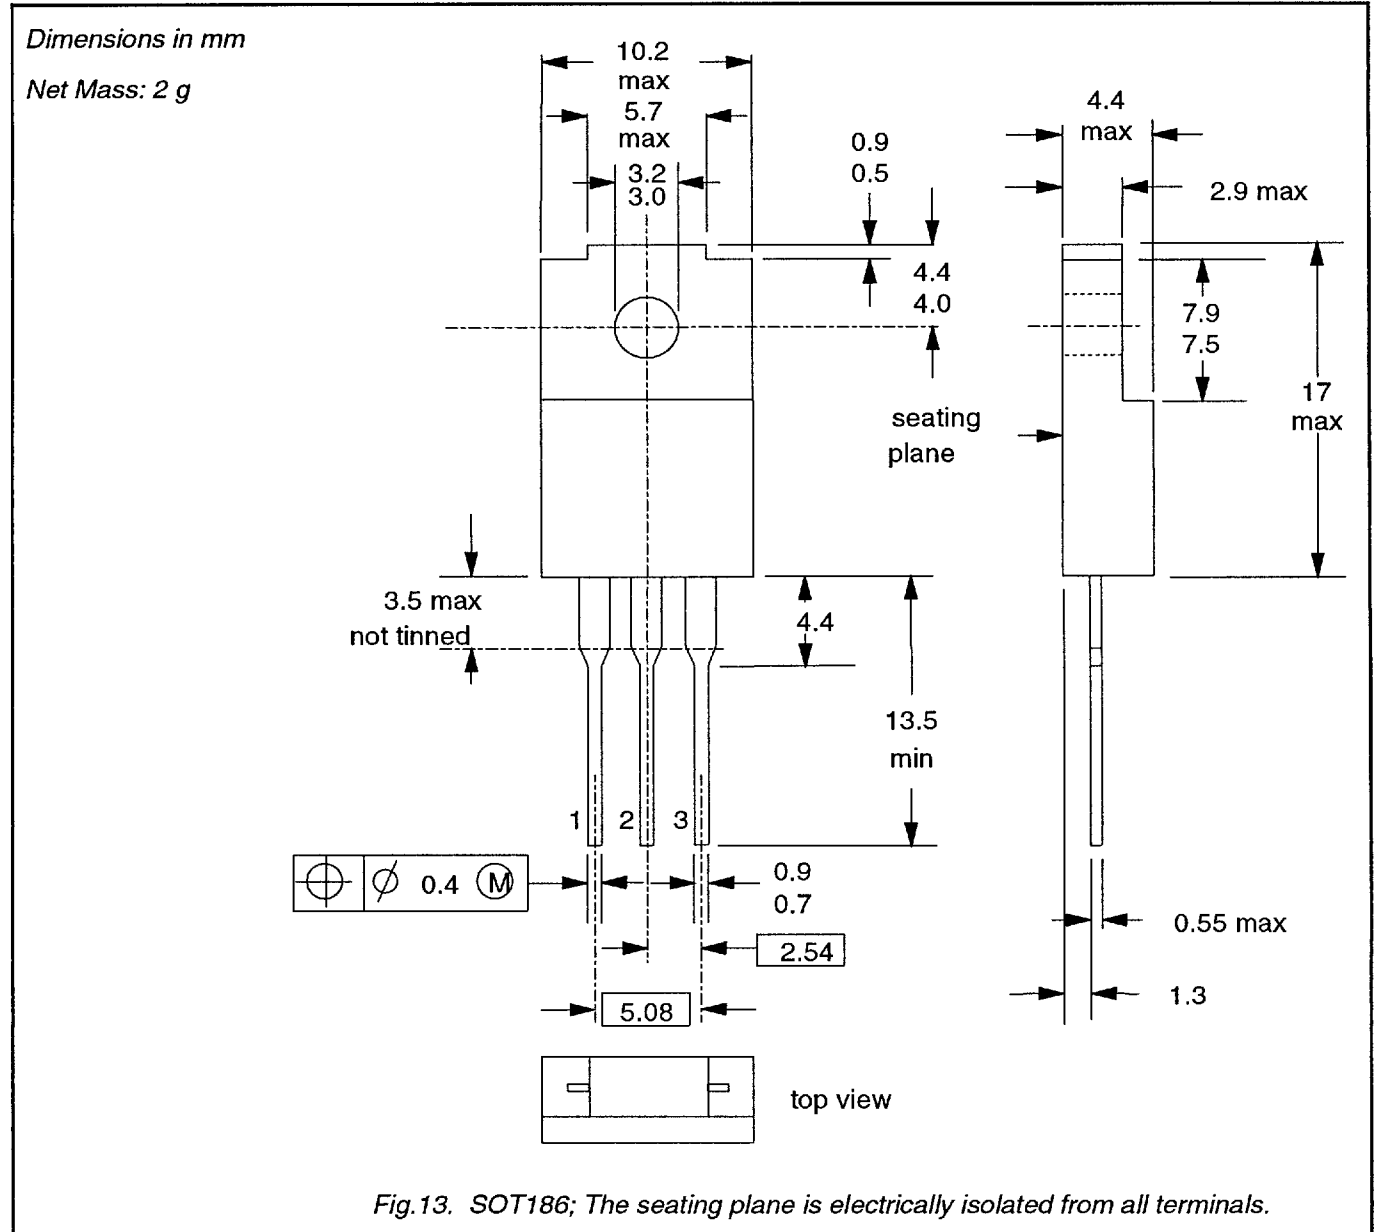 Dimensions in mm
Net Mass: 2 g
10.2
max
5.7
max
3.2
3.0
0.9
0.5
4.4
4.0
4.4
max
2.9 max
7.9
7.5
17
max
seating
plane
3.5 max
not tinned
4.4
13.5
min
1 2 3
⌀ 0.4 Ⓜ
0.9
0.7
2.54
5.08
0.55 max
1.3
top view
Fig.13. SOT186; The seating plane is electrically isolated from all terminals.